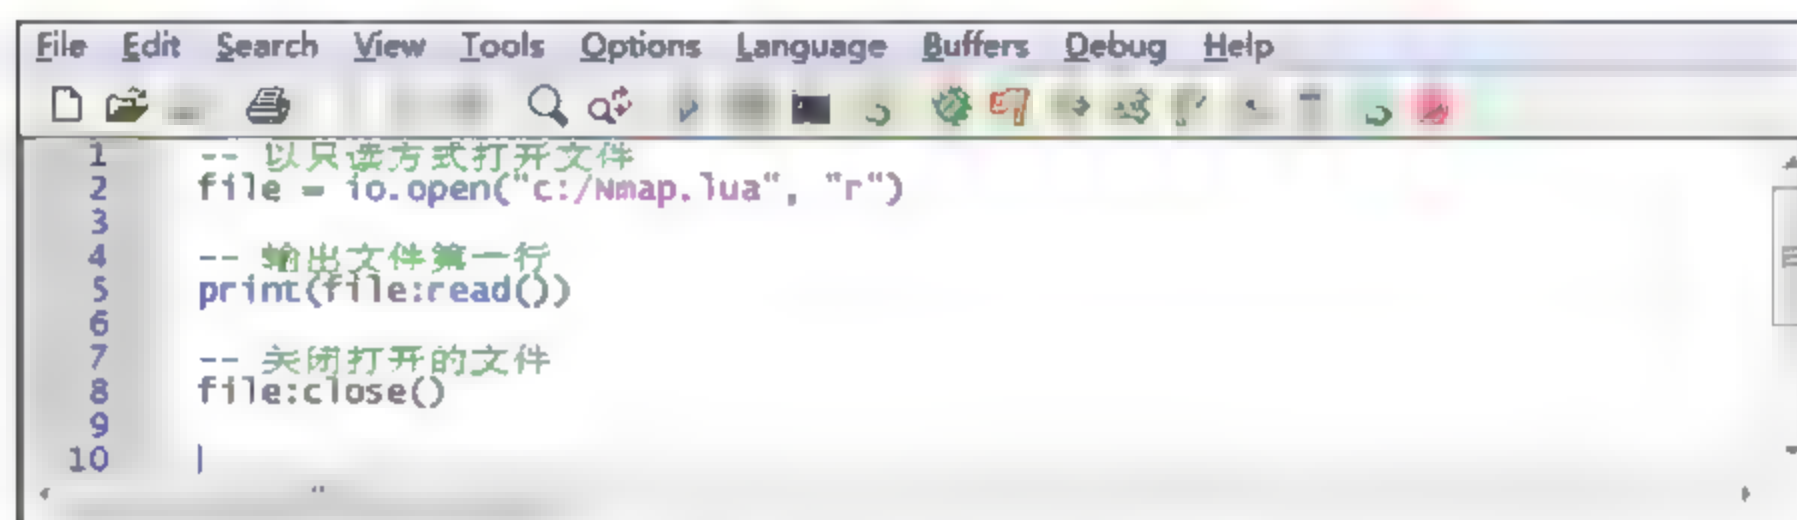 File Edit Search View Tools Options Language Buffers Debug Help
1 -- 以只读方式打开文件
2 file = io.open("c:/Nmap.lua", "r")
3
4 -- 输出文件第一行
5 print(file:read())
6
7 -- 关闭打开的文件
8 file:close()
9
10